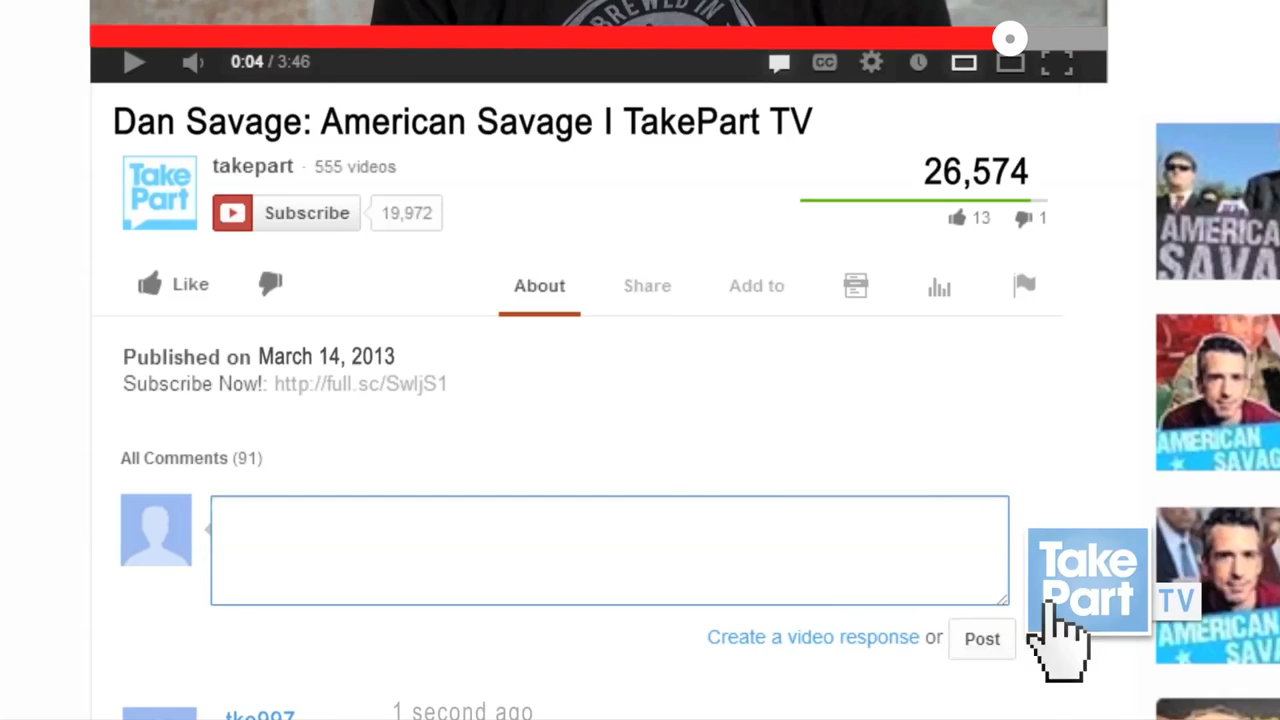 BREWED IN
0:04 / 3:46
CC
Dan Savage: American Savage I TakePart TV
Take
Part
takepart · 555 videos
26,574
Subscribe
19,972
13
1
Like
About
Share
Add to
Published on March 14, 2013
Subscribe Now!: http://full.sc/SwljS1
All Comments (91)
Create a video response or
Post
Take
Part
TV
tko997
1 second ago
AMERICA
SAVA
AMERICAN
SAVAG
AMERICAN
SAVA